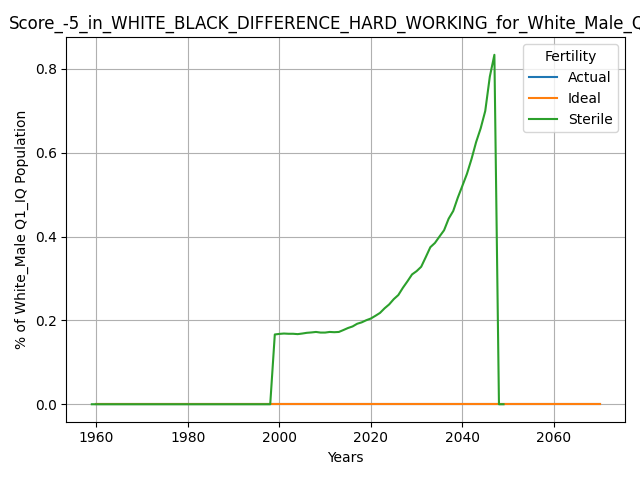 Score_-5_in_WHITE_BLACK_DIFFERENCE_HARD_WORKING_for_White_Male_Q
Fertility
Actual
Ideal
Sterile
% of White_Male Q1_IQ Population
0.8
0.6
0.4
0.2
0.0
1960 1980 2000 2020 2040 2060
Years